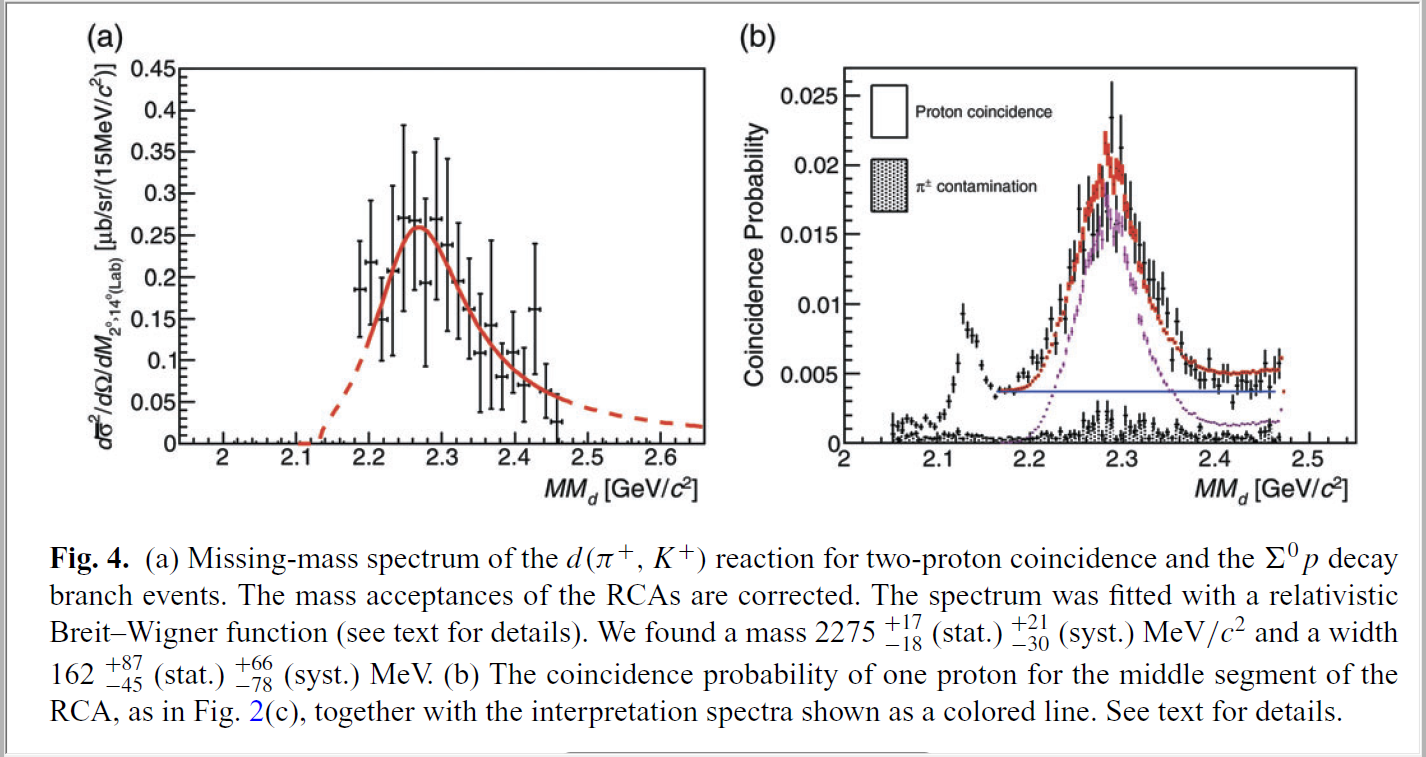 (a)
(b)
d²σ̅/dΩ/dM₂°₋₁₄°(Lab) [μb/sr/(15MeV/c²)]
0.45
0.4
0.35
0.3
0.25
0.2
0.15
0.1
0.05
0
2
2.1
2.2
2.3
2.4
2.5
2.6
MM_d [GeV/c²]
Coincidence Probability
0.025
0.02
0.015
0.01
0.005
0
Proton coincidence
π± contamination
2
2.1
2.2
2.3
2.4
2.5
MM_d [GeV/c²]
Fig. 4. (a) Missing-mass spectrum of the d(π⁺, K⁺) reaction for two-proton coincidence and the Σ⁰p decay
branch events. The mass acceptances of the RCAs are corrected. The spectrum was fitted with a relativistic
Breit–Wigner function (see text for details). We found a mass 2275 +17 −18 (stat.) +21 −30 (syst.) MeV/c² and a width
162 +87 −45 (stat.) +66 −78 (syst.) MeV. (b) The coincidence probability of one proton for the middle segment of the
RCA, as in Fig. 2(c), together with the interpretation spectra shown as a colored line. See text for details.